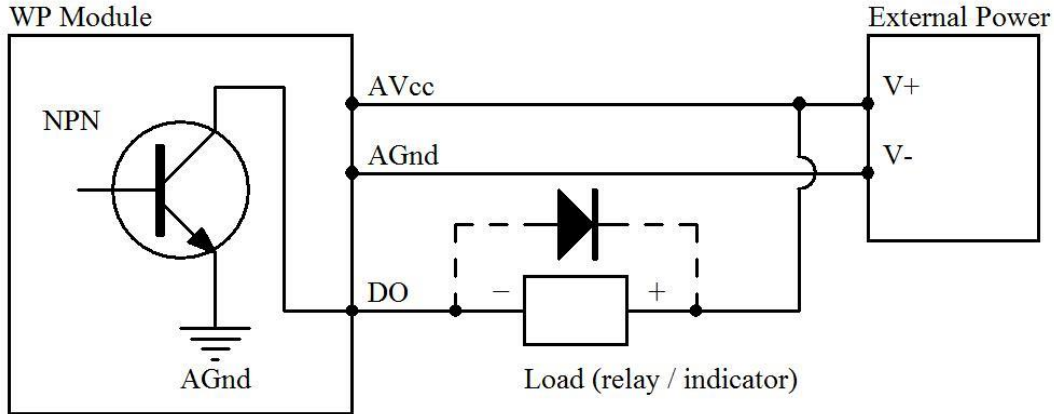 WP Module
External Power
AVcc
V+
NPN
AGnd
V-
DO
− +
AGnd
Load (relay / indicator)